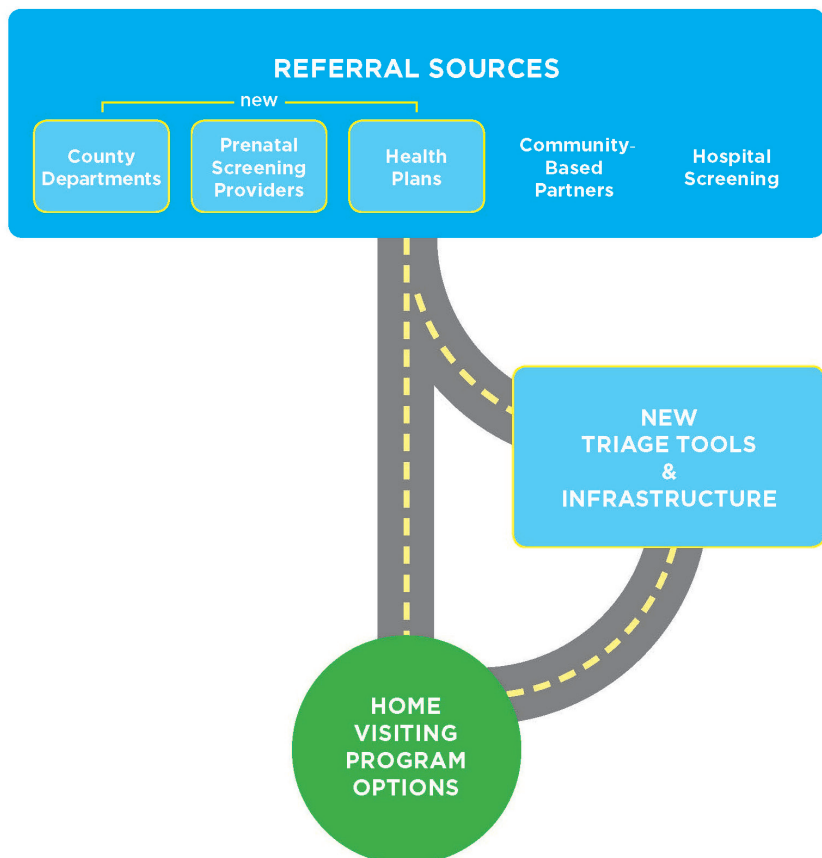 REFERRAL SOURCES
new
County
Departments
Prenatal
Screening
Providers
Health
Plans
Community-
Based
Partners
Hospital
Screening
NEW
TRIAGE TOOLS
&
INFRASTRUCTURE
HOME
VISITING
PROGRAM
OPTIONS